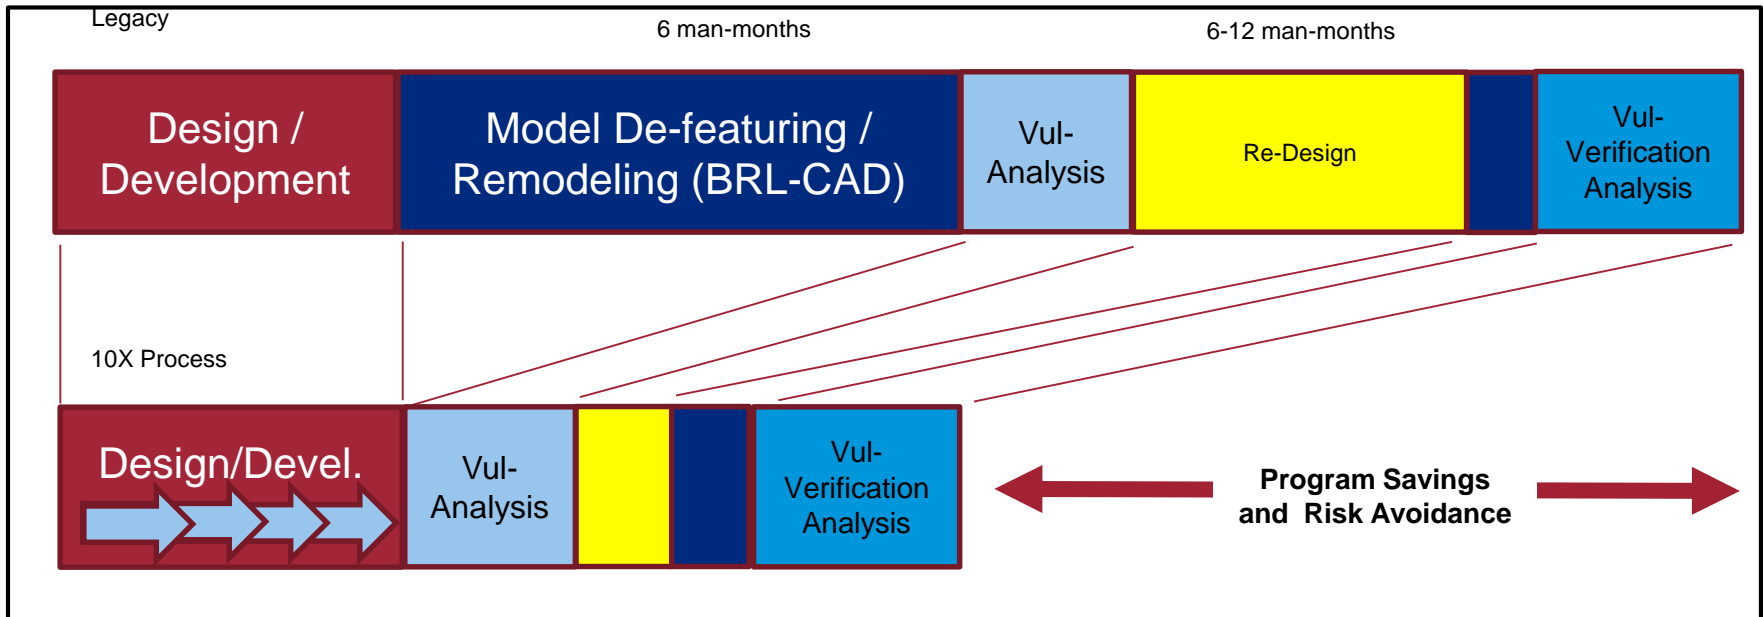 Legacy
6 man-months
6-12 man-months
Design /
Development
Model De-featuring /
Remodeling (BRL-CAD)
Vul-
Analysis
Re-Design
Vul-
Verification
Analysis
10X Process
Design/Devel.
Vul-
Analysis
Vul-
Verification
Analysis
Program Savings
and Risk Avoidance